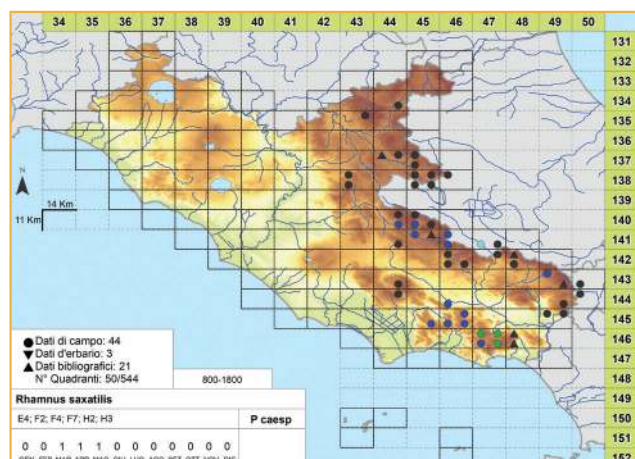 34 35 36 37 38 39 40 41 42 43 44 45 46 47 48 49 50
131
132
133
134
135
136
137
138
139
140
141
142
143
144
145
146
147
148
149
150
151
152
N
14 Km
11 Km
Dati di campo: 44
Dati d'erbario: 3
Dati bibliografici: 21
N° Quadranti: 50/544
800-1800
Rhamnus saxatilis
E4; F2; F4; F7; H2; H3
P caesp
0 0 1 1 1 0 0 0 0 0 0 0